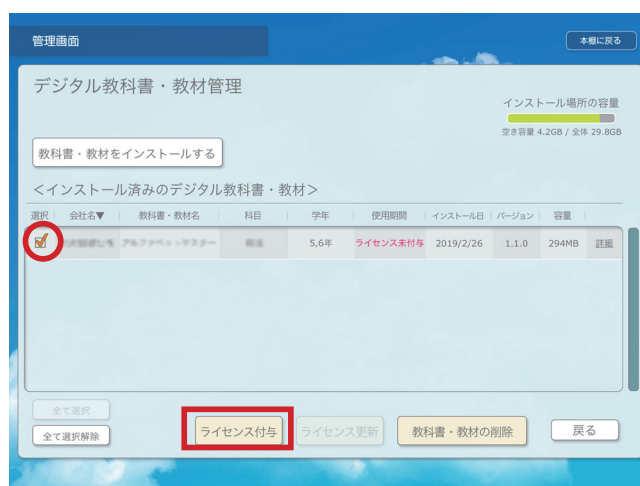 管理画面
本棚に戻る
デジタル教科書・教材管理
インストール場所の容量
空き容量 4.2GB / 全体 29.8GB
教科書・教材をインストールする
＜インストール済みのデジタル教科書・教材＞
選択 会社名▼ 教科書・教材名 科目 学年 使用期間 インストール日 バージョン 容量
5,6年 ライセンス未付与 2019/2/26 1.1.0 294MB 詳細
全て選択
全て選択解除 ライセンス付与 ライセンス更新 教科書・教材の削除 戻る